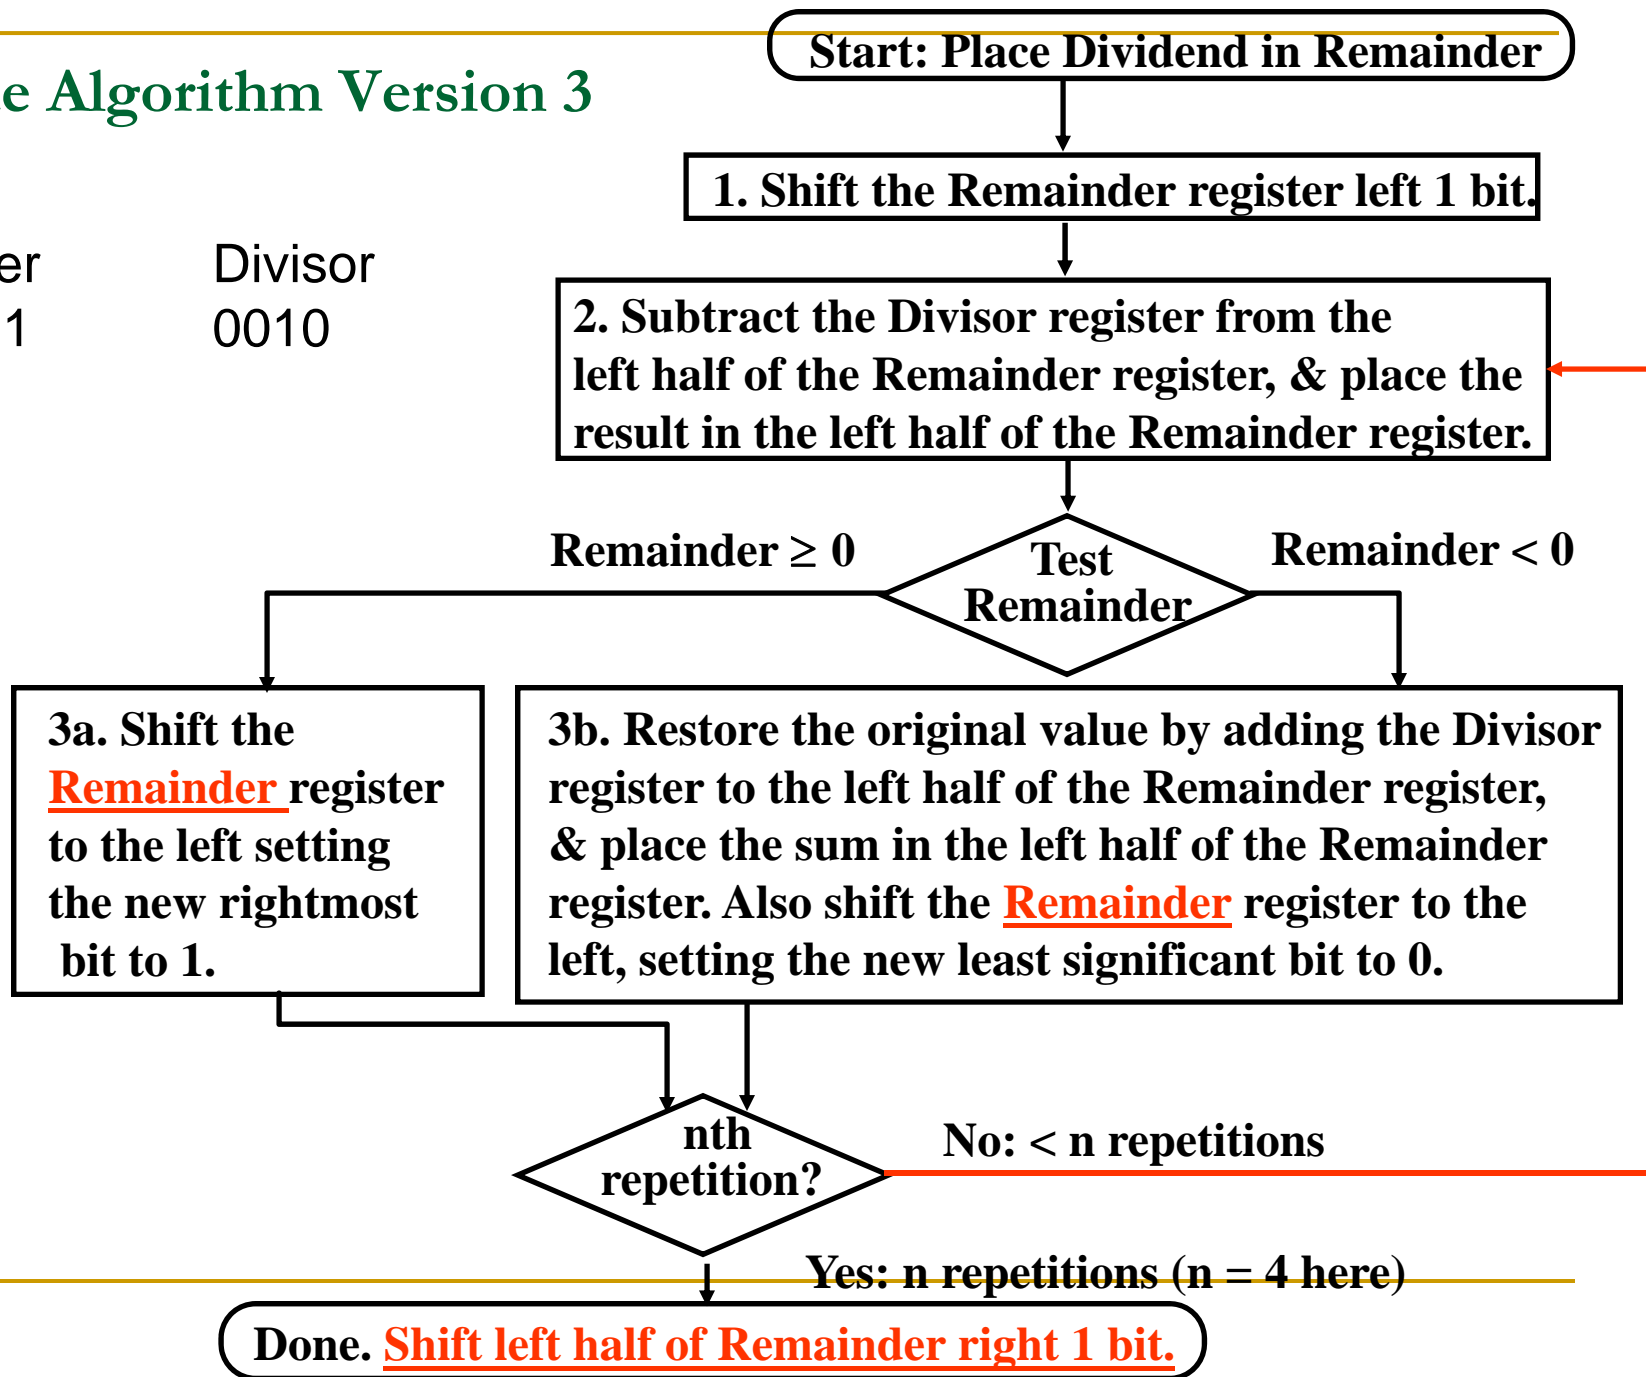 Start: Place Dividend in Remainder
e Algorithm Version 3
1. Shift the Remainder register left 1 bit.
er Divisor
1 0010
2. Subtract the Divisor register from the
left half of the Remainder register, & place the
result in the left half of the Remainder register.
Remainder ≥ 0
Test
Remainder
Remainder < 0
3a. Shift the
Remainder register
to the left setting
the new rightmost
bit to 1.
3b. Restore the original value by adding the Divisor
register to the left half of the Remainder register,
& place the sum in the left half of the Remainder
register. Also shift the Remainder register to the
left, setting the new least significant bit to 0.
nth
repetition?
No: < n repetitions
Yes: n repetitions (n = 4 here)
Done. Shift left half of Remainder right 1 bit.